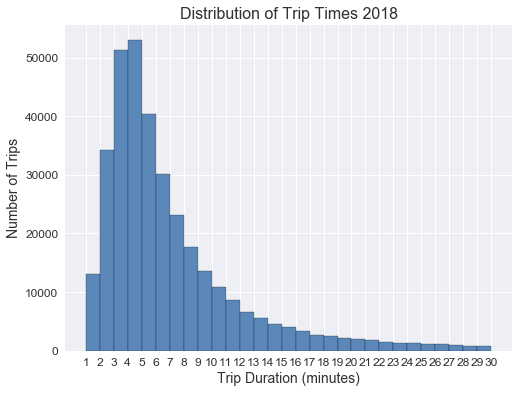 Distribution of Trip Times 2018
Number of Trips
50000
40000
30000
20000
10000
0
1 2 3 4 5 6 7 8 9 10 11 12 13 14 15 16 17 18 19 20 21 22 23 24 25 26 27 28 29 30
Trip Duration (minutes)